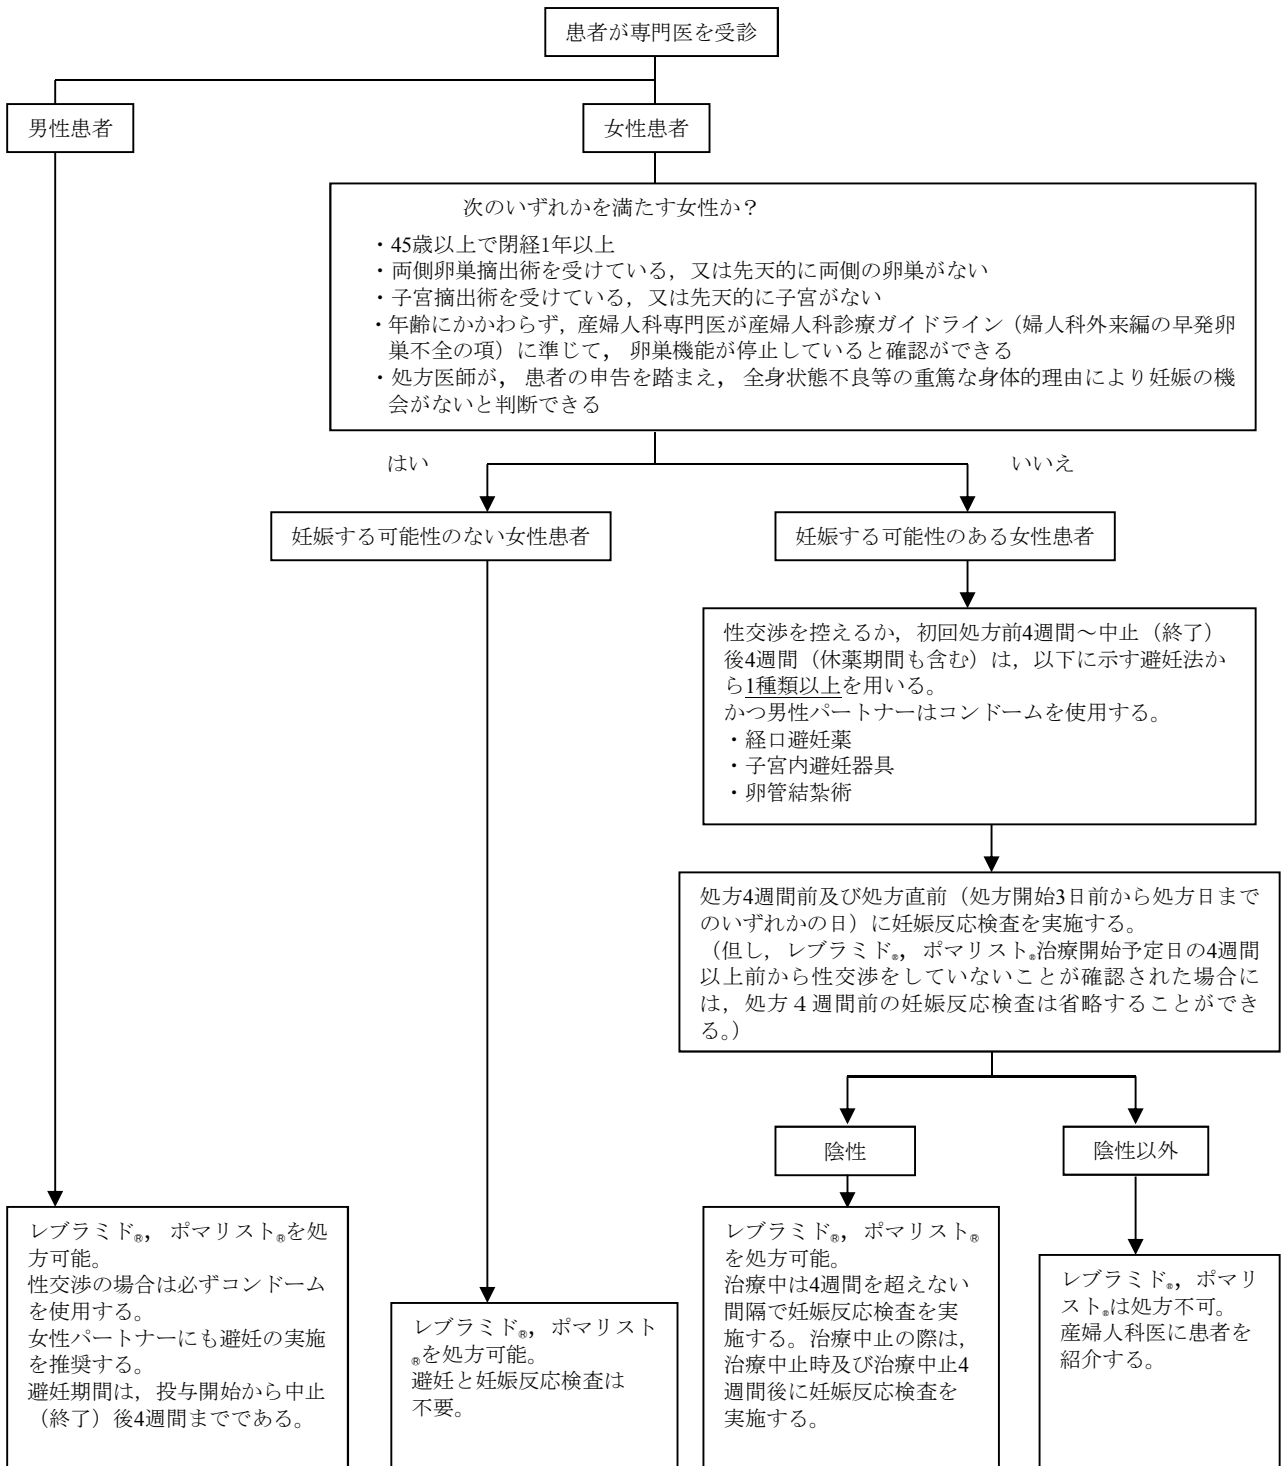 患者が専門医を受診
男性患者
女性患者
次のいずれかを満たす女性か？
・45歳以上で閉経1年以上
・両側卵巣摘出術を受けている，又は先天的に両側の卵巣がない
・子宮摘出術を受けている，又は先天的に子宮がない
・年齢にかかわらず，産婦人科専門医が産婦人科診療ガイドライン（婦人科外来編の早発卵
巣不全の項）に準じて， 卵巣機能が停止していると確認ができる
・処方医師が， 患者の申告を踏まえ， 全身状態不良等の重篤な身体的理由により妊娠の機
会がないと判断できる
はい
いいえ
妊娠する可能性のない女性患者
妊娠する可能性のある女性患者
性交渉を控えるか，初回処方前4週間～中止（終了）
後4週間（休薬期間も含む）は，以下に示す避妊法か
ら1種類以上を用いる。
かつ男性パートナーはコンドームを使用する。
・経口避妊薬
・子宮内避妊器具
・卵管結紮術
処方4週間前及び処方直前（処方開始3日前から処方日まで
のいずれかの日）に妊娠反応検査を実施する。
（但し，レブラミド®，ポマリスト®治療開始予定日の4週間
以上前から性交渉をしていないことが確認された場合に
は，処方４週間前の妊娠反応検査は省略することができ
る。）
陰性
陰性以外
レブラミド®， ポマリスト®を処
方可能。
性交渉の場合は必ずコンドーム
を使用する。
女性パートナーにも避妊の実施
を推奨する。
避妊期間は，投与開始から中止
（終了）後4週間までである。
レブラミド®，ポマリスト
®を処方可能。
避妊と妊娠反応検査は
不要。
レブラミド®，ポマリスト®
を処方可能。
治療中は4週間を超えない
間隔で妊娠反応検査を実
施する。治療中止の際は，
治療中止時及び治療中止4
週間後に妊娠反応検査を
実施する。
レブラミド®，ポマリ
スト®は処方不可。
産婦人科医に患者を
紹介する。